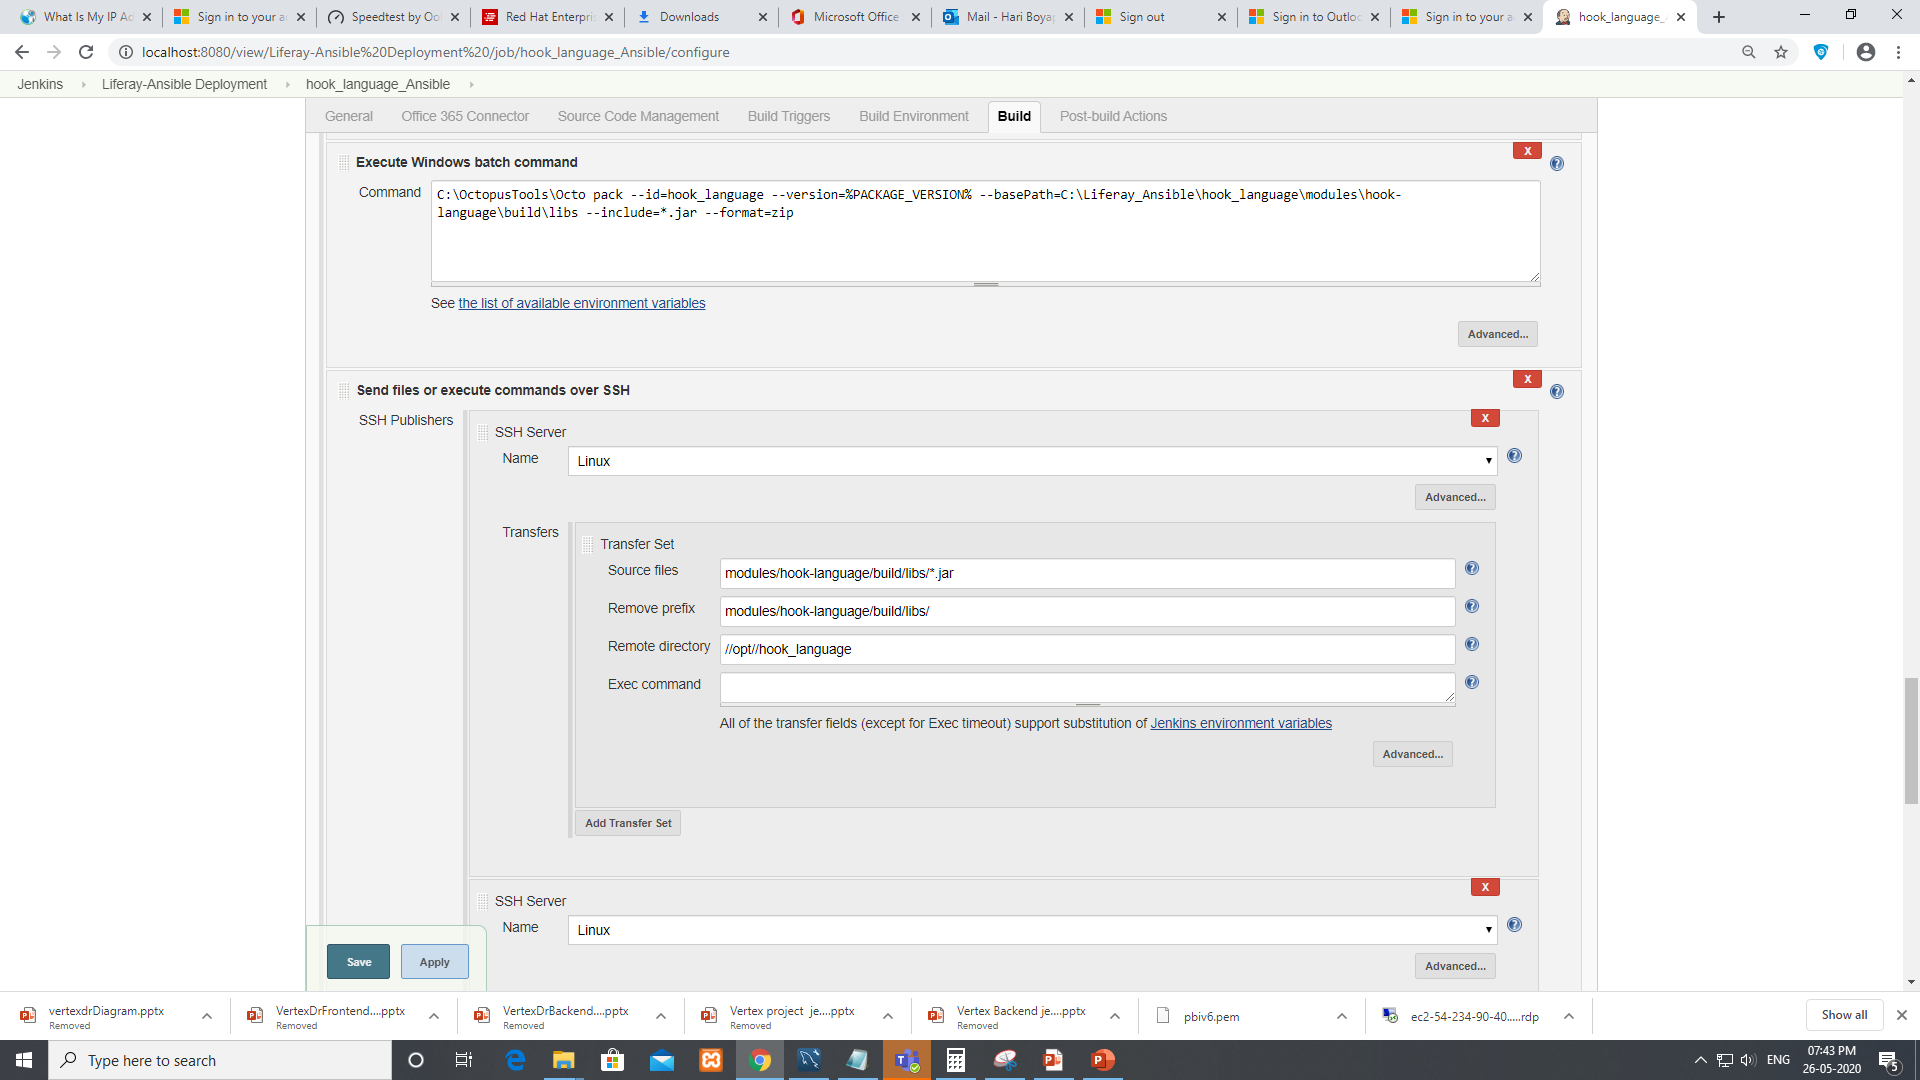 What Is My IP Ad
Sign in to your a
Speedtest by Oo
Red Hat Enterpri
Downloads
Microsoft Office
Mail - Hari Boya
Sign out
Sign in to Outlo
Sign in to your a
hook_language_
localhost:8080/view/Liferay-Ansible%20Deployment%20/job/hook_language_Ansible/configure
Jenkins
Liferay-Ansible Deployment
hook_language_Ansible
General
Office 365 Connector
Source Code Management
Build Triggers
Build Environment
Build
Post-build Actions
Execute Windows batch command
X
Command
C:\OctopusTools\Octo pack --id=hook_language --version=%PACKAGE_VERSION% --basePath=C:\Liferay_Ansible\hook_language\modules\hook-
language\build\libs --include=*.jar --format=zip
See the list of available environment variables
Advanced...
Send files or execute commands over SSH
X
SSH Publishers
SSH Server
X
Name
Linux
Advanced...
Transfers
Transfer Set
Source files
modules/hook-language/build/libs/*.jar
Remove prefix
modules/hook-language/build/libs/
Remote directory
//opt//hook_language
Exec command
All of the transfer fields (except for Exec timeout) support substitution of Jenkins environment variables
Advanced...
Add Transfer Set
SSH Server
X
Name
Linux
Advanced...
Save
Apply
vertexdrDiagram.pptx
Removed
VertexDrFrontend....pptx
Removed
VertexDrBackend....pptx
Removed
Vertex project je....pptx
Removed
Vertex Backend je....pptx
Removed
pbiv6.pem
ec2-54-234-90-40.....rdp
Show all
Type here to search
ENG
07:43 PM
26-05-2020
5